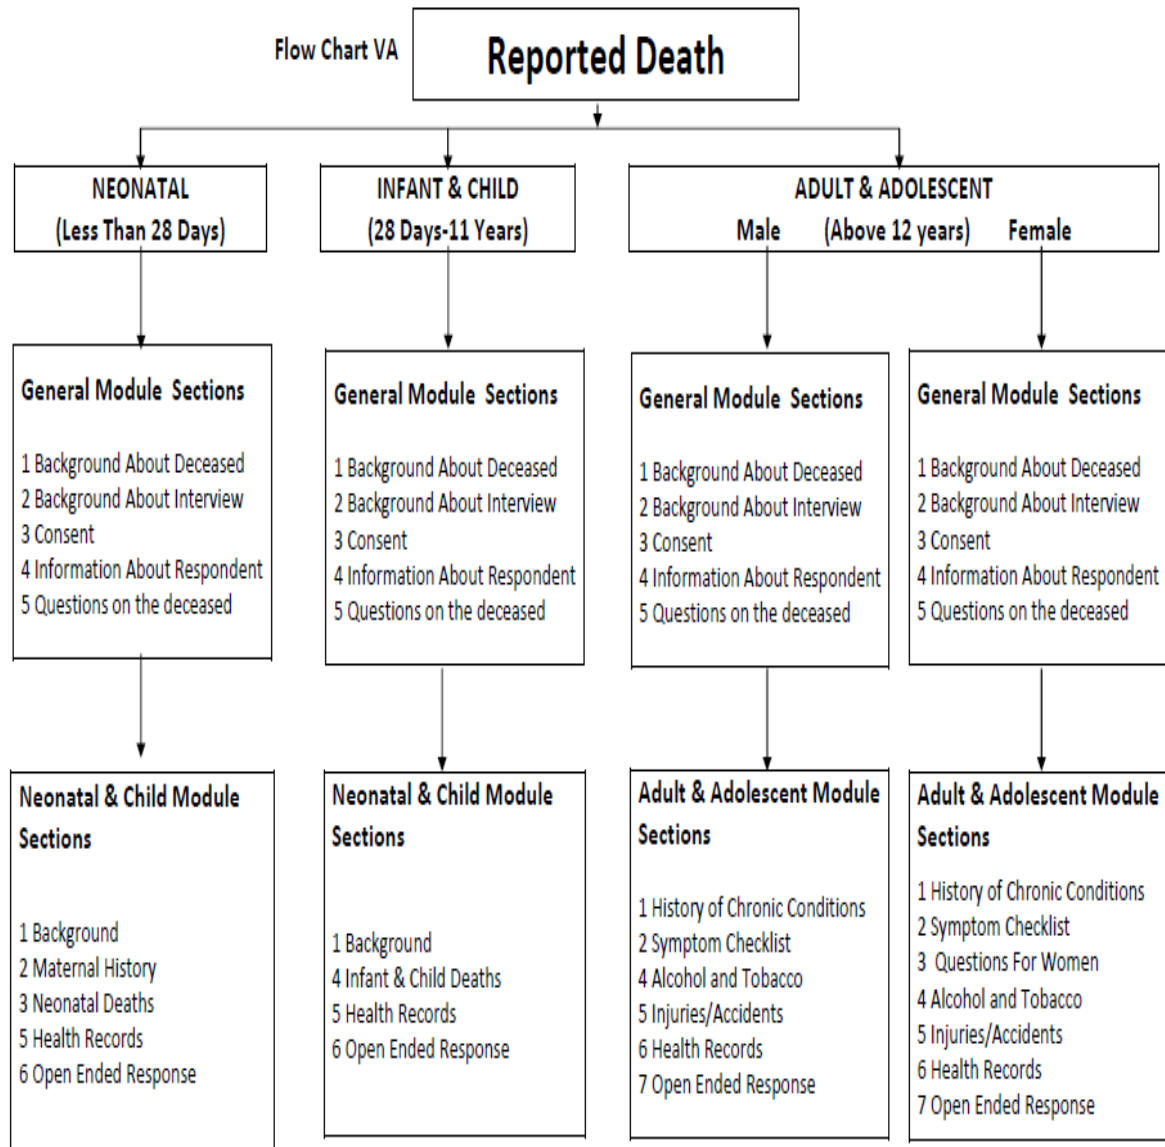 Flow Chart VA
Reported Death
NEONATAL
(Less Than 28 Days)
INFANT & CHILD
(28 Days-11 Years)
ADULT & ADOLESCENT
Male (Above 12 years) Female
General Module Sections
1 Background About Deceased
2 Background About Interview
3 Consent
4 Information About Respondent
5 Questions on the deceased
General Module Sections
1 Background About Deceased
2 Background About Interview
3 Consent
4 Information About Respondent
5 Questions on the deceased
General Module Sections
1 Background About Deceased
2 Background About Interview
3 Consent
4 Information About Respondent
5 Questions on the deceased
General Module Sections
1 Background About Deceased
2 Background About Interview
3 Consent
4 Information About Respondent
5 Questions on the deceased
Neonatal & Child Module
Sections
1 Background
2 Maternal History
3 Neonatal Deaths
5 Health Records
6 Open Ended Response
Neonatal & Child Module
Sections
1 Background
4 Infant & Child Deaths
5 Health Records
6 Open Ended Response
Adult & Adolescent Module
Sections
1 History of Chronic Conditions
2 Symptom Checklist
4 Alcohol and Tobacco
5 Injuries/Accidents
6 Health Records
7 Open Ended Response
Adult & Adolescent Module
Sections
1 History of Chronic Conditions
2 Symptom Checklist
3 Questions For Women
4 Alcohol and Tobacco
5 Injuries/Accidents
6 Health Records
7 Open Ended Response